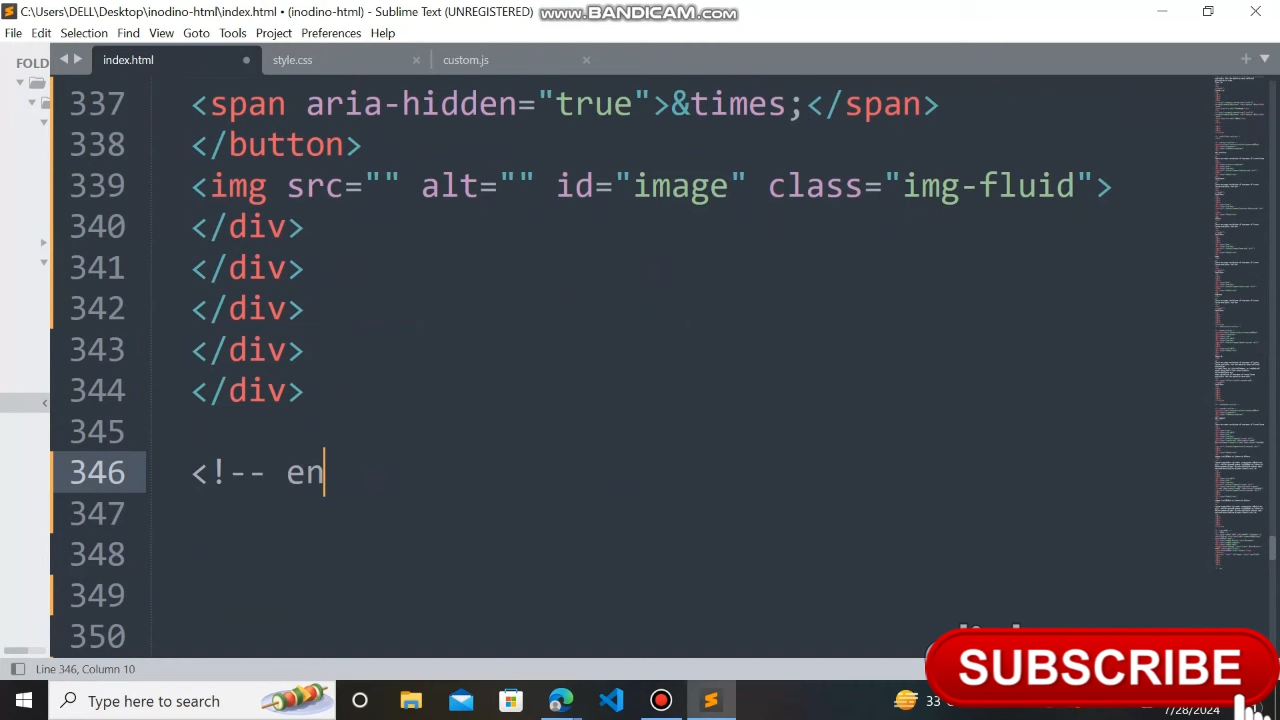 C:\Users\DELL\Desktop\inodino-html\index.html • (inodino-html) - Sublime Text (UNREGISTERED)
www.BANDICAM.com
File Edit Selection Find View Goto Tools Project Preferences Help
FOLD
index.html
style.css
custom.js
337 <span aria-hidden="true">&times;</span>
338 </button>
339 <img src="" alt="" id="image" class="img-fluid">
340 </div>
341 </div>
342 </div>
343 </div>
344 </div>
345
346 <!-- en
347
348
349
350
Line 346, Column 10
SUBSCRIBE
Type here to search
33
7/28/2024